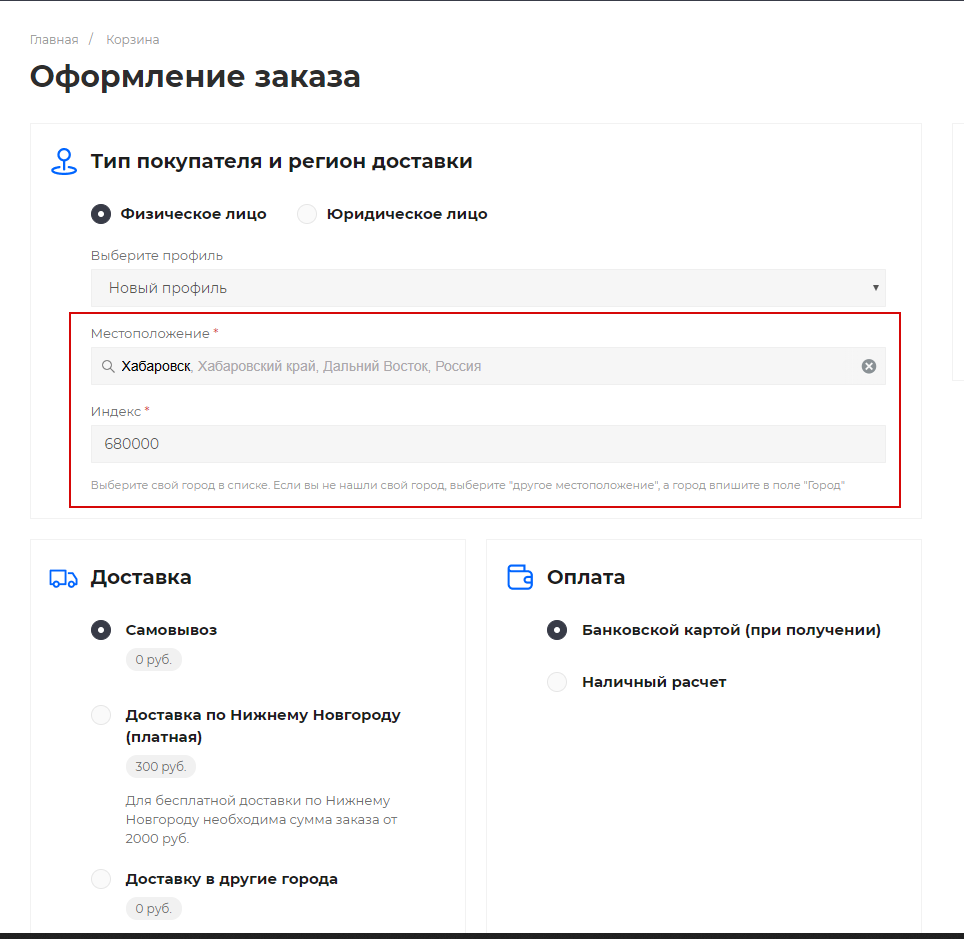 Главная / Корзина
Оформление заказа
Тип покупателя и регион доставки
Физическое лицо Юридическое лицо
Выберите профиль
Новый профиль
Местоположение *
Хабаровск, Хабаровский край, Дальний Восток, Россия
Индекс *
680000
Выберите свой город в списке. Если вы не нашли свой город, выберите "другое местоположение", а город впишите в поле "Город"
Доставка
Самовывоз
0 руб.
Доставка по Нижнему Новгороду
(платная)
300 руб.
Для бесплатной доставки по Нижнему
Новгороду необходима сумма заказа от
2000 руб.
Доставку в другие города
0 руб.
Оплата
Банковской картой (при получении)
Наличный расчет